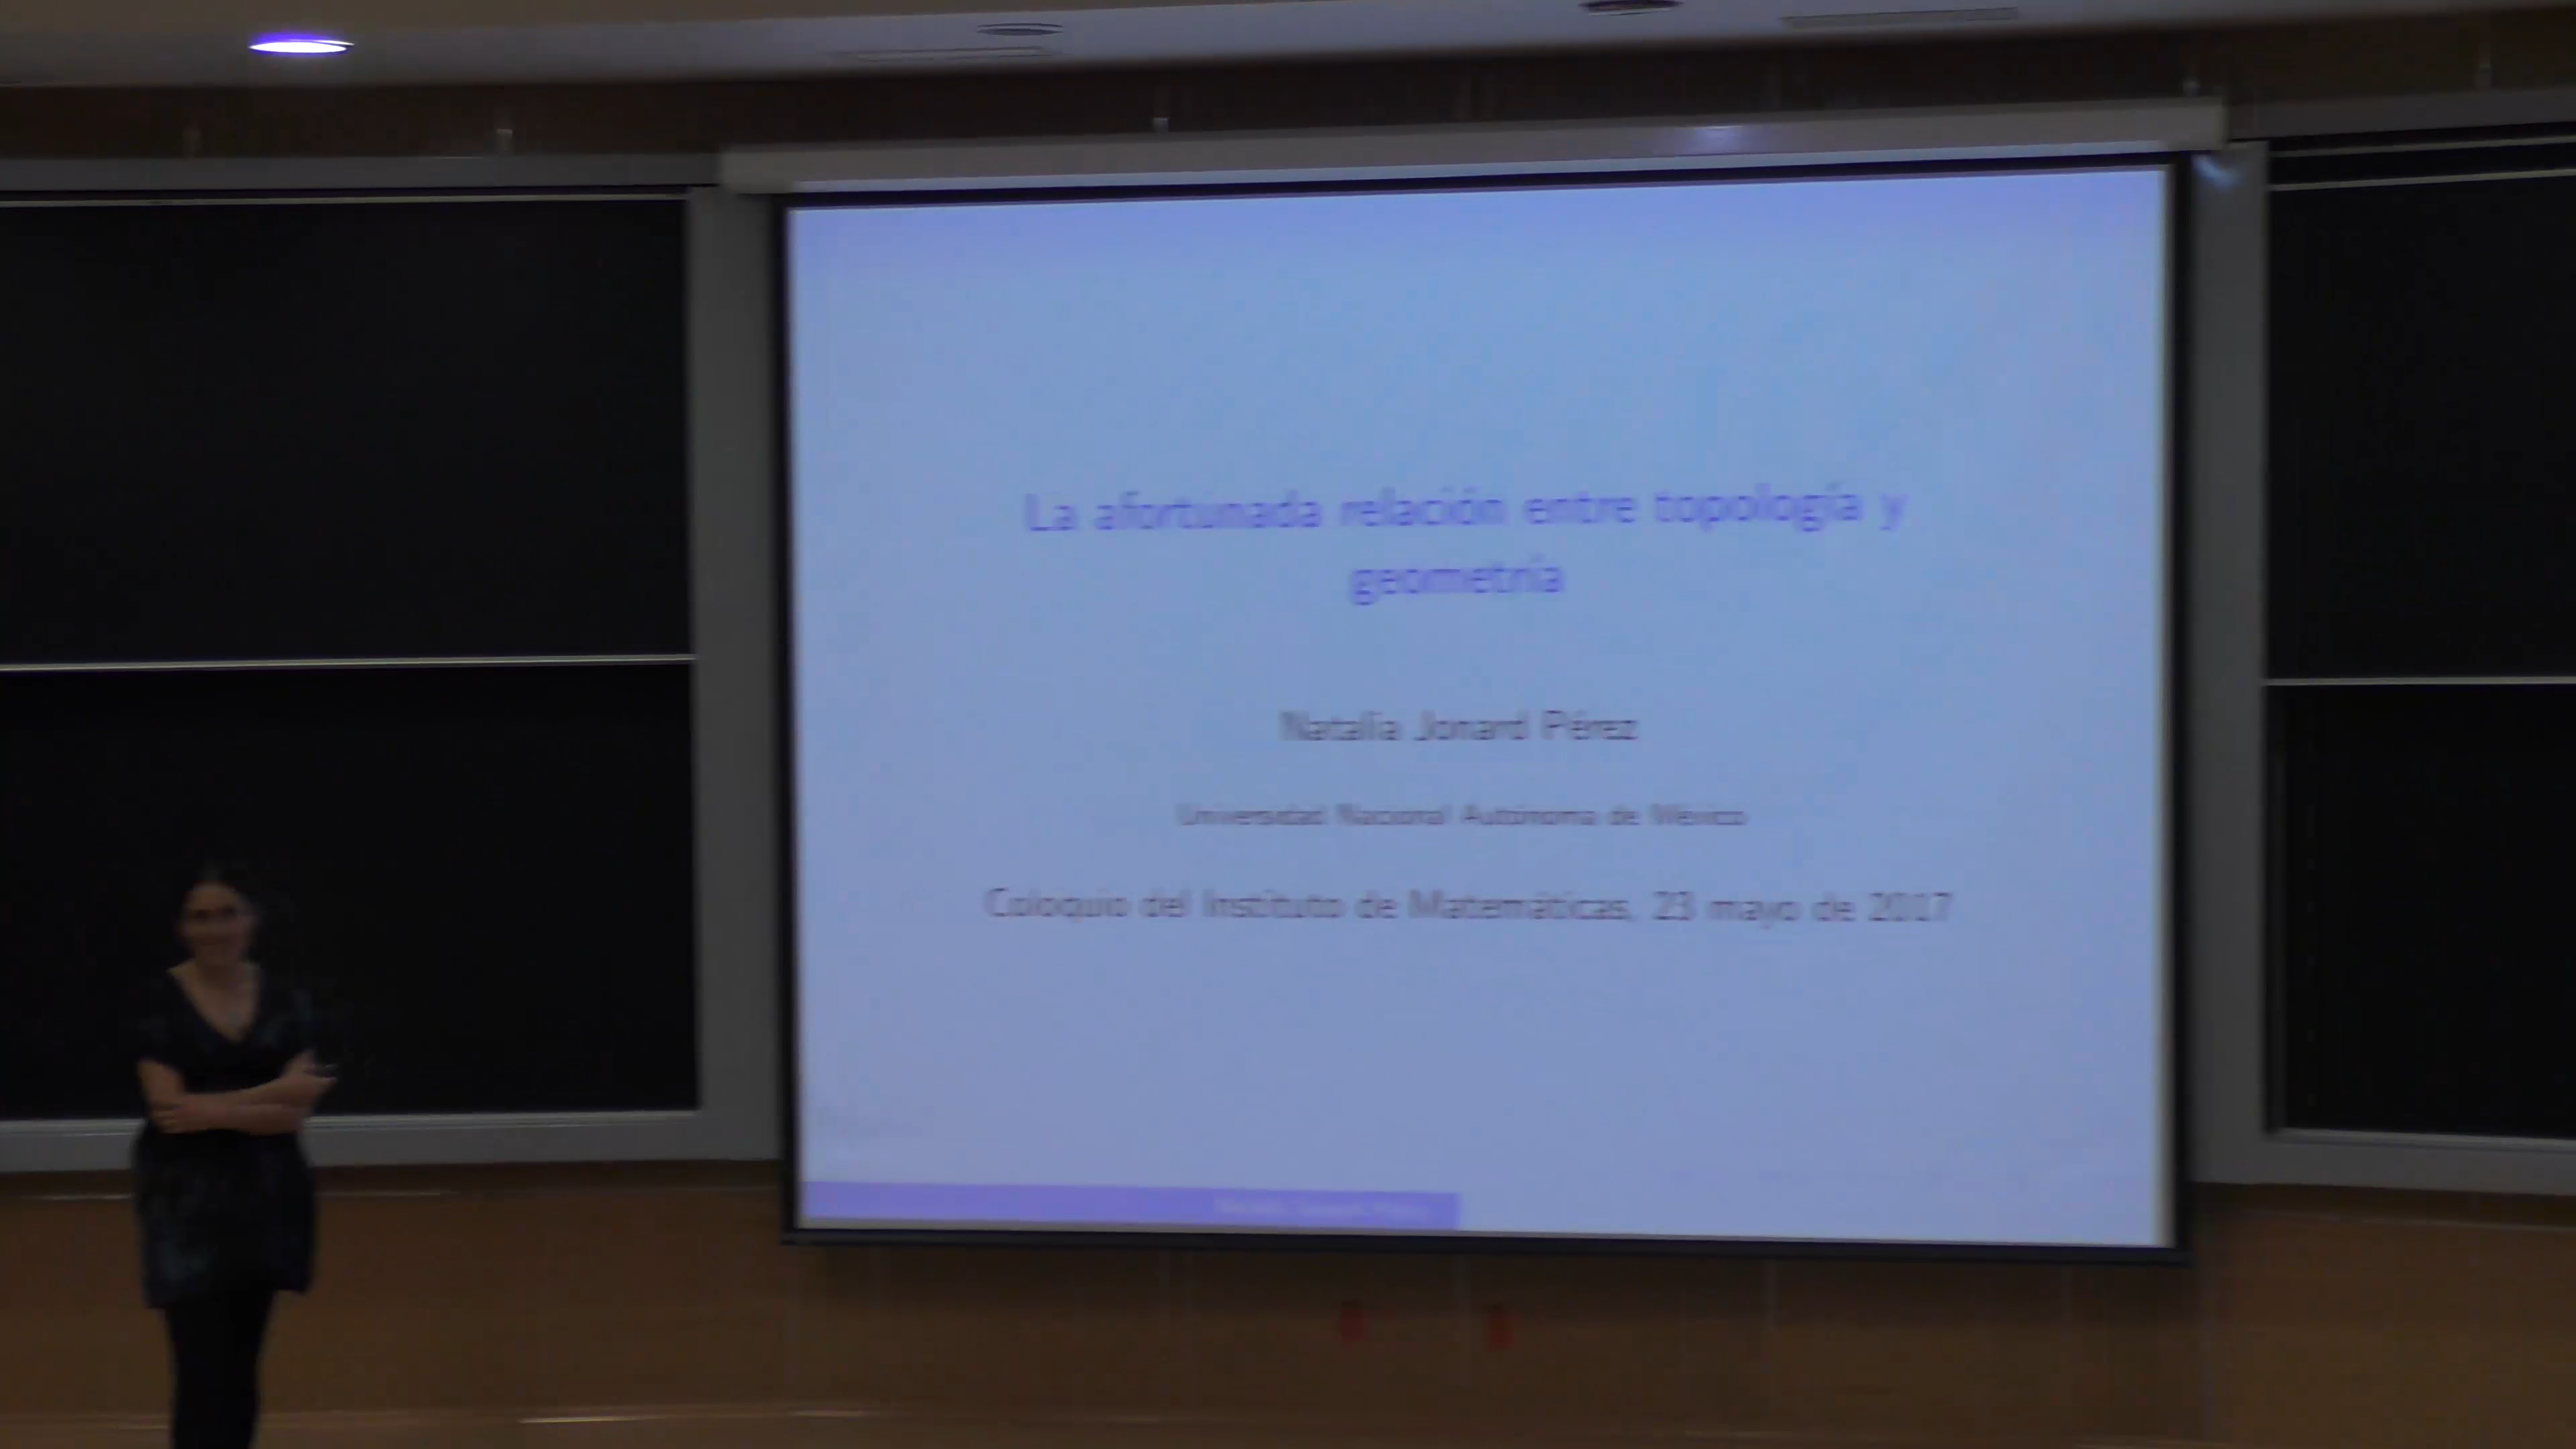 La afortunada relación entre topología y
geometría
Natalia Jonard Pérez
Universidad Nacional Autónoma de México
Coloquio del Instituto de Matemáticas, 23 mayo de 2017